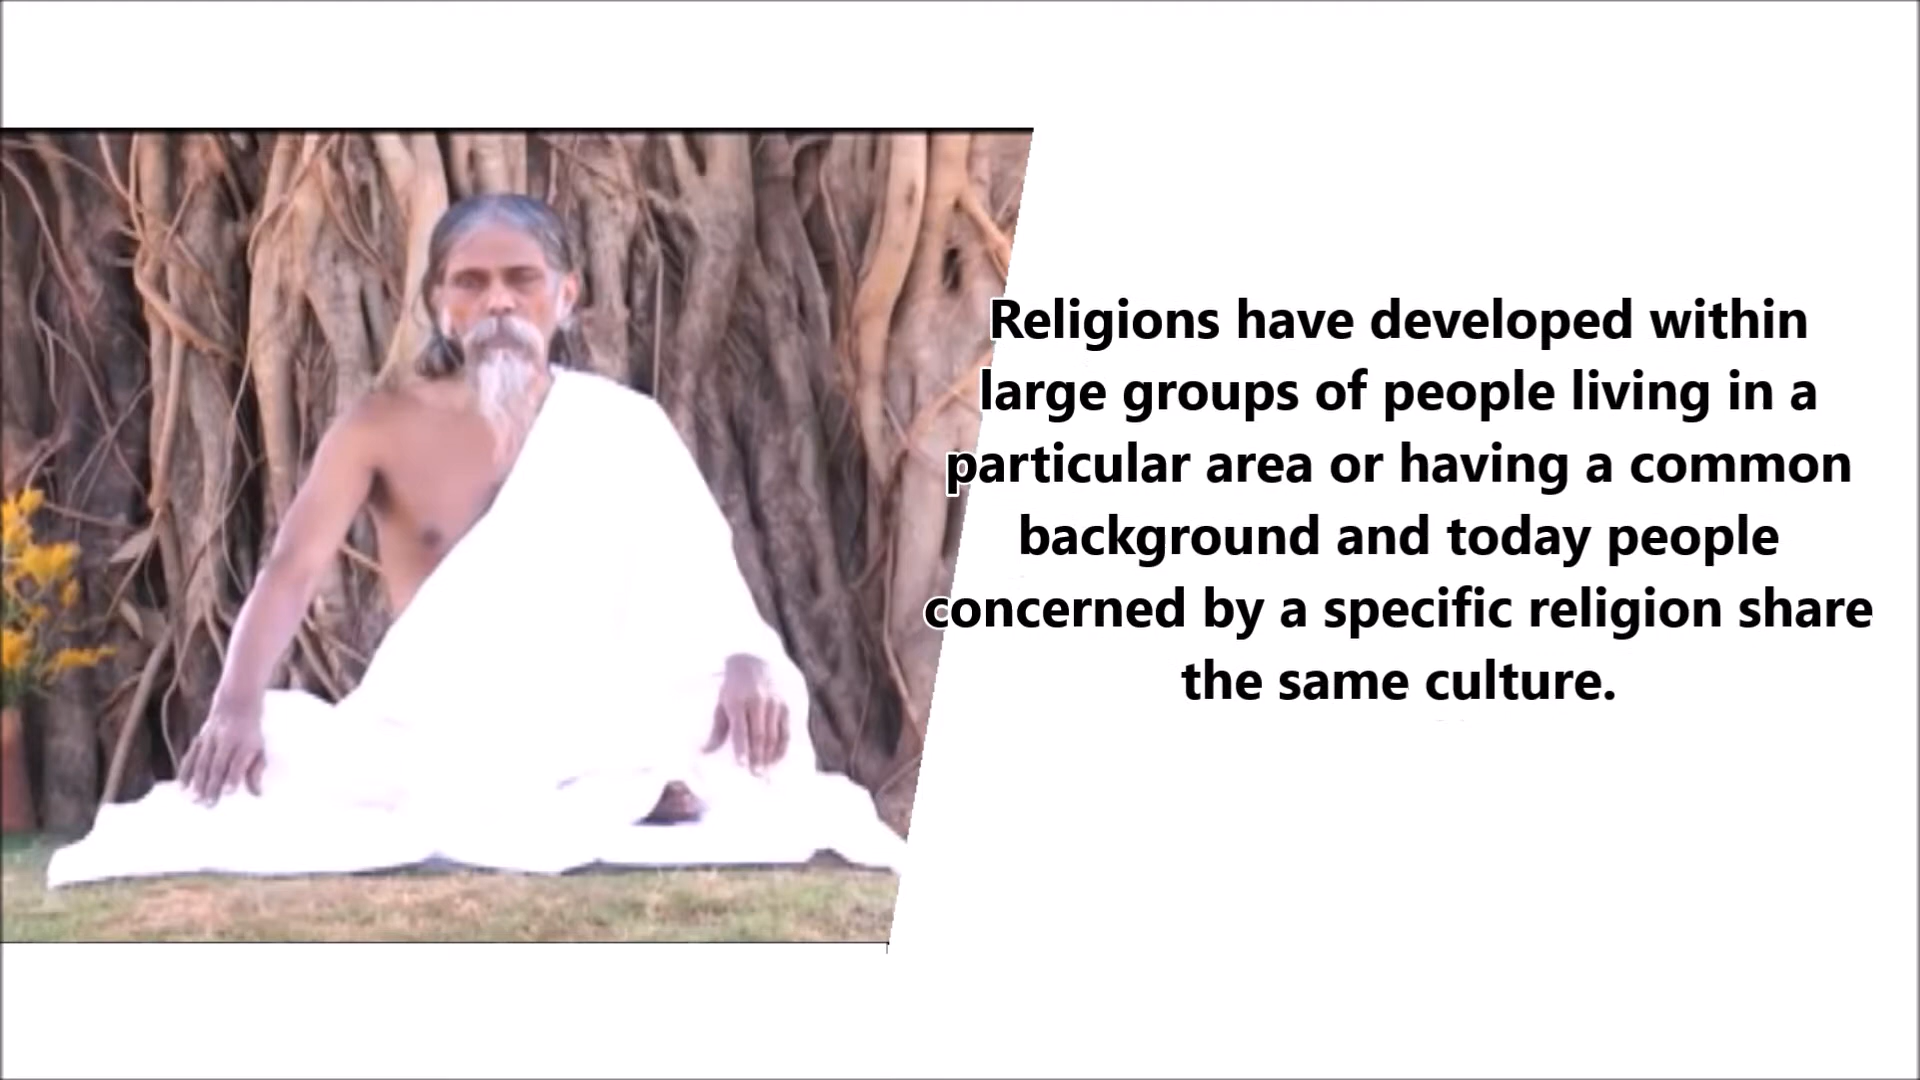 Religions have developed within
large groups of people living in a
particular area or having a common
background and today people
concerned by a specific religion share
the same culture.